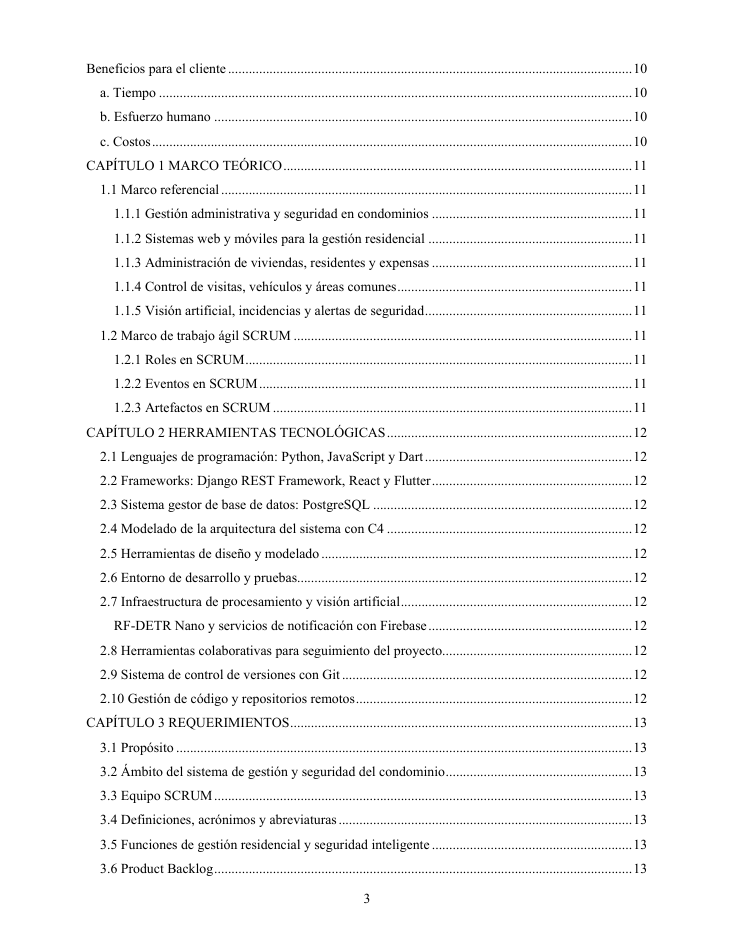 Beneficios para el cliente ........ 10
a. Tiempo ........ 10
b. Esfuerzo humano ........ 10
c. Costos ........ 10
CAPÍTULO 1 MARCO TEÓRICO ........ 11
1.1 Marco referencial ........ 11
1.1.1 Gestión administrativa y seguridad en condominios ........ 11
1.1.2 Sistemas web y móviles para la gestión residencial ........ 11
1.1.3 Administración de viviendas, residentes y expensas ........ 11
1.1.4 Control de visitas, vehículos y áreas comunes ........ 11
1.1.5 Visión artificial, incidencias y alertas de seguridad ........ 11
1.2 Marco de trabajo ágil SCRUM ........ 11
1.2.1 Roles en SCRUM ........ 11
1.2.2 Eventos en SCRUM ........ 11
1.2.3 Artefactos en SCRUM ........ 11
CAPÍTULO 2 HERRAMIENTAS TECNOLÓGICAS ........ 12
2.1 Lenguajes de programación: Python, JavaScript y Dart ........ 12
2.2 Frameworks: Django REST Framework, React y Flutter ........ 12
2.3 Sistema gestor de base de datos: PostgreSQL ........ 12
2.4 Modelado de la arquitectura del sistema con C4 ........ 12
2.5 Herramientas de diseño y modelado ........ 12
2.6 Entorno de desarrollo y pruebas ........ 12
2.7 Infraestructura de procesamiento y visión artificial ........ 12
RF-DETR Nano y servicios de notificación con Firebase ........ 12
2.8 Herramientas colaborativas para seguimiento del proyecto ........ 12
2.9 Sistema de control de versiones con Git ........ 12
2.10 Gestión de código y repositorios remotos ........ 12
CAPÍTULO 3 REQUERIMIENTOS ........ 13
3.1 Propósito ........ 13
3.2 Ámbito del sistema de gestión y seguridad del condominio ........ 13
3.3 Equipo SCRUM ........ 13
3.4 Definiciones, acrónimos y abreviaturas ........ 13
3.5 Funciones de gestión residencial y seguridad inteligente ........ 13
3.6 Product Backlog ........ 13
3